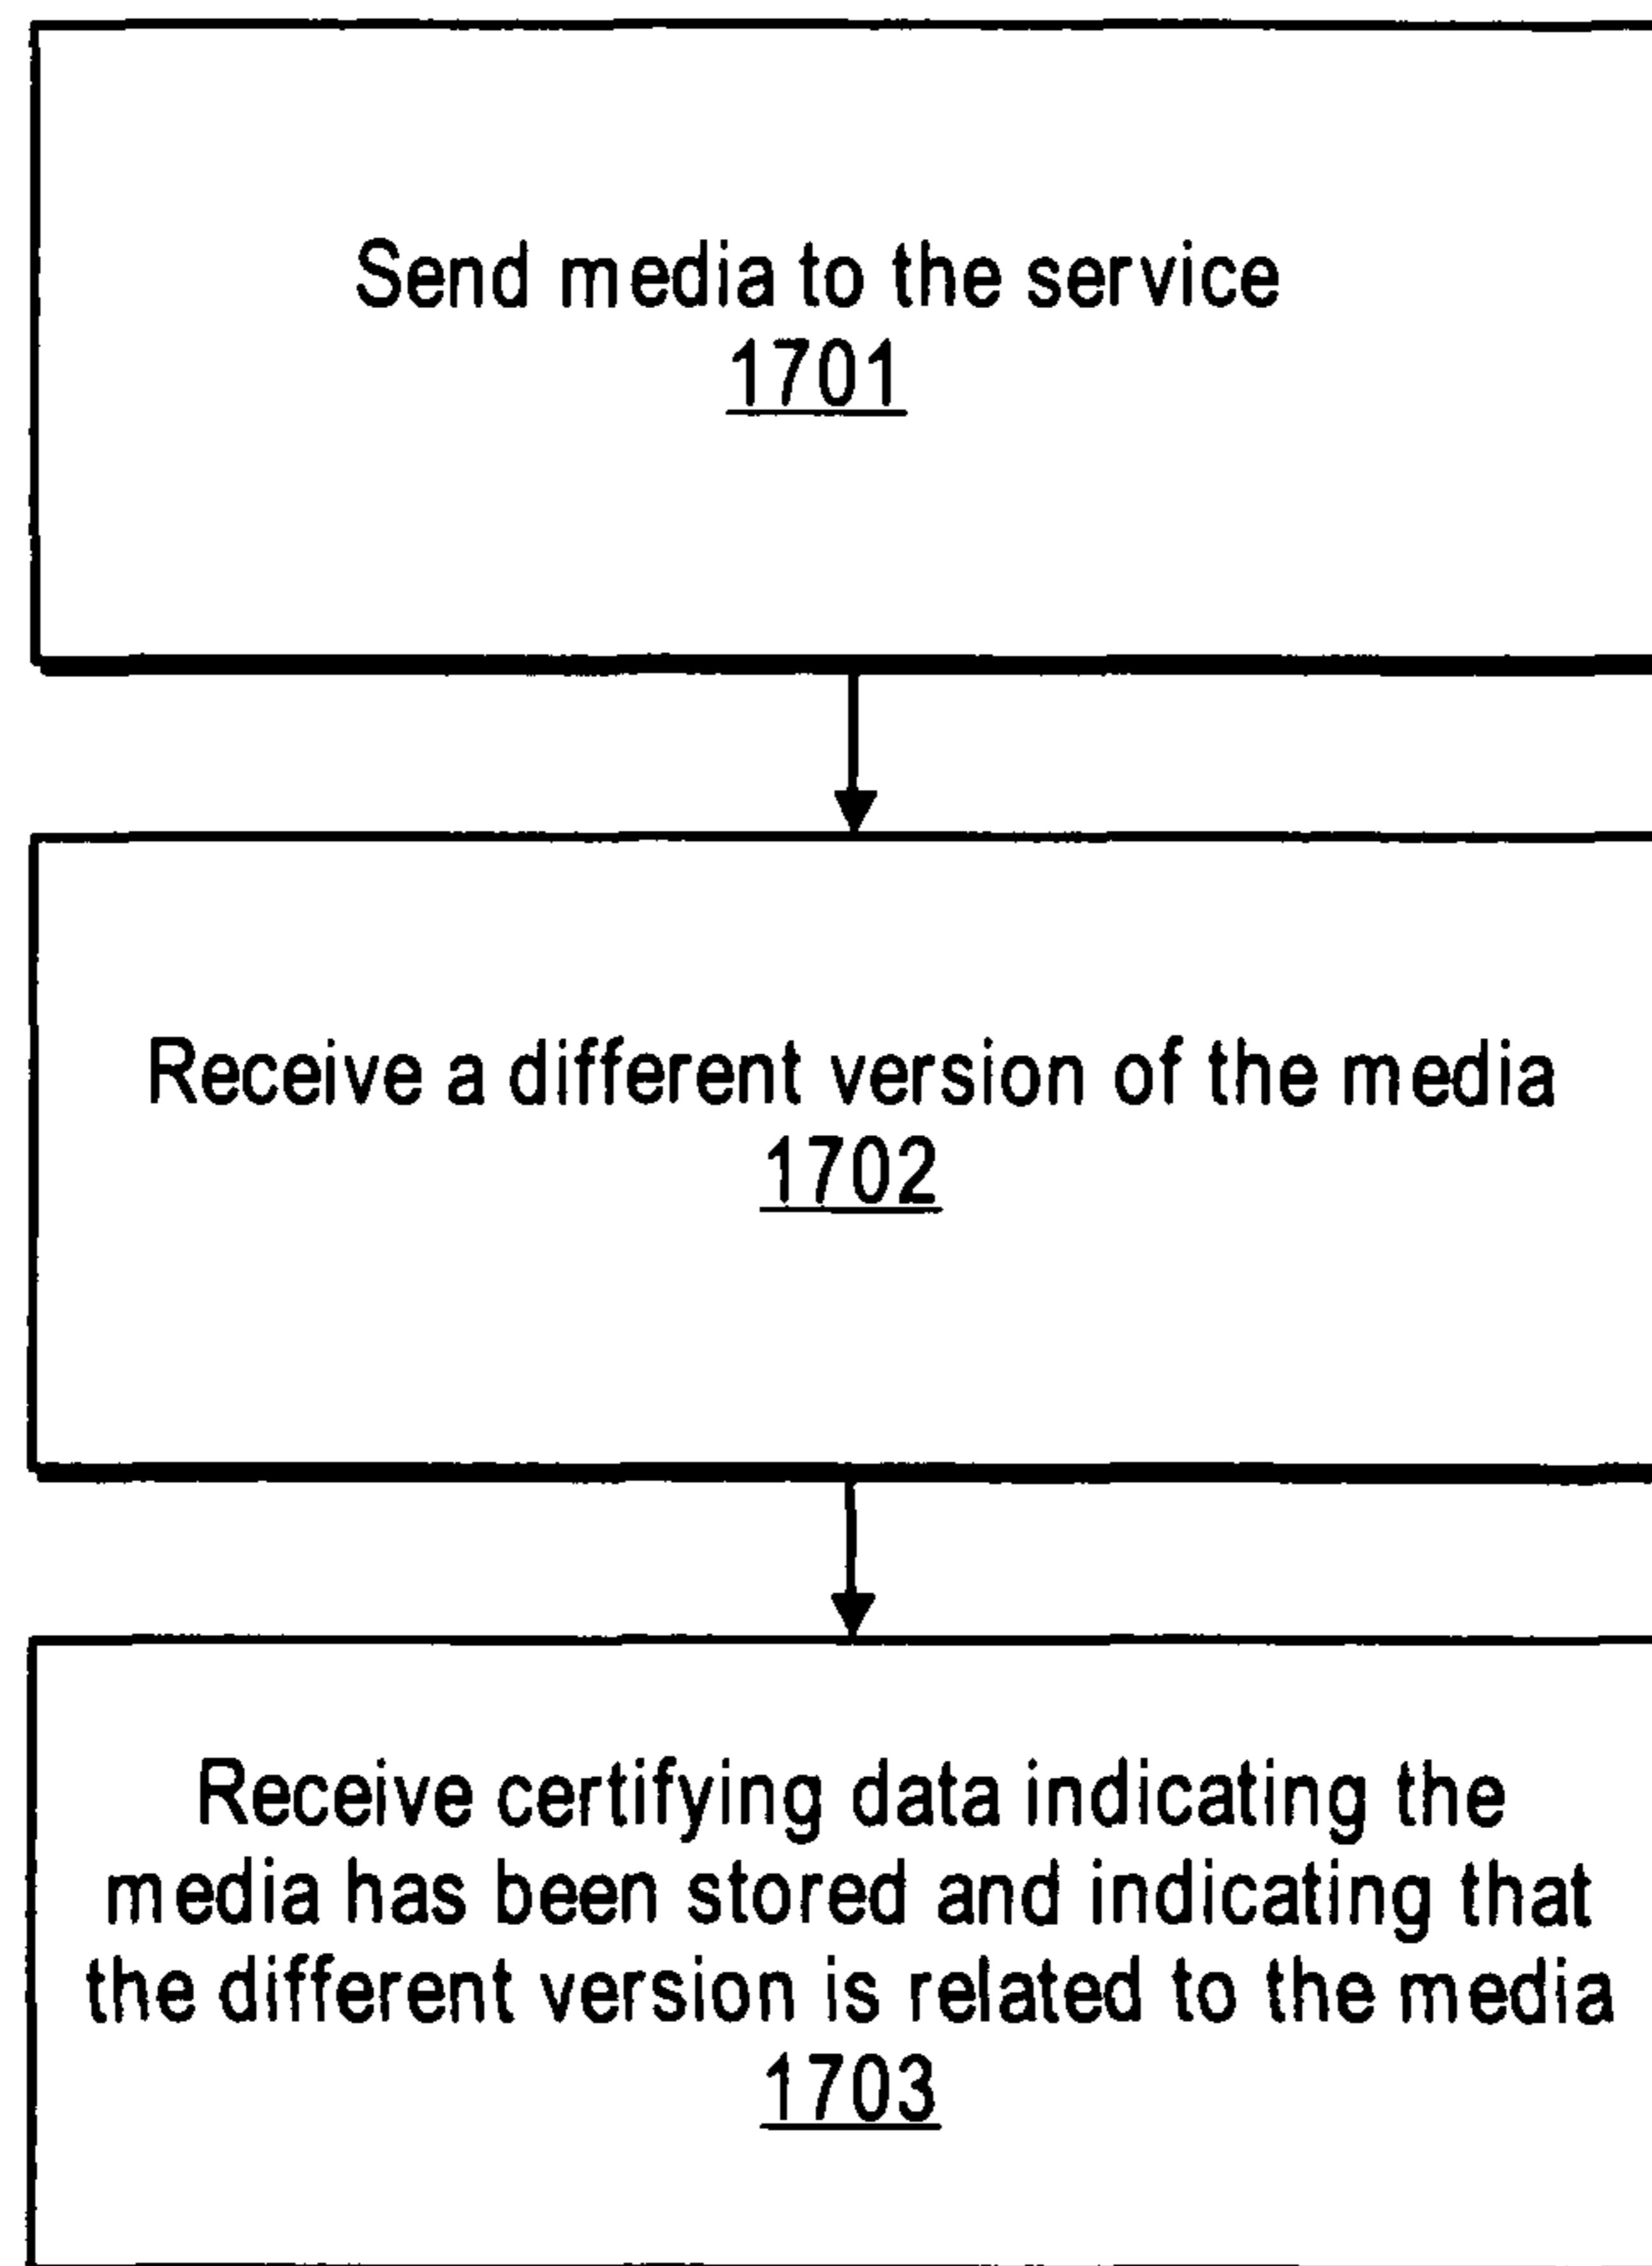 Send media to the service
1701
Receive a different version of the media
1702
Receive certifying data indicating the
media has been stored and indicating that
the different version is related to the media
1703